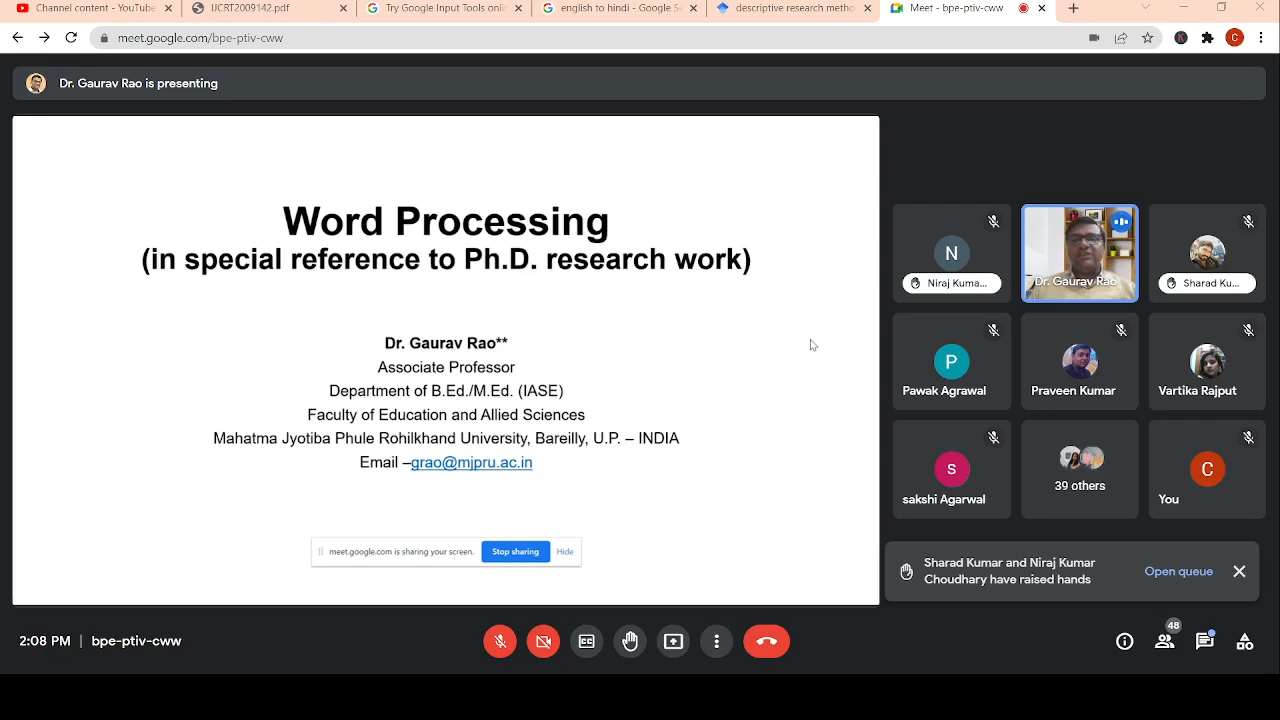 Channel content - YouTube
IJCRT2009142.pdf
Try Google Input Tools onli
english to hindi - Google Se
descriptive research metho
Meet - bpe-ptiv-cww
meet.google.com/bpe-ptiv-cww
K
C
Dr. Gaurav Rao is presenting
Word Processing
(in special reference to Ph.D. research work)
Dr. Gaurav Rao**
Associate Professor
Department of B.Ed./M.Ed. (IASE)
Faculty of Education and Allied Sciences
Mahatma Jyotiba Phule Rohilkhand University, Bareilly, U.P. – INDIA
Email –grao@mjpru.ac.in
meet.google.com is sharing your screen.
Stop sharing
Hide
N
Niraj Kuma...
Dr. Gaurav Rao
Sharad Ku...
P
Pawak Agrawal
Praveen Kumar
Vartika Rajput
s
sakshi Agarwal
39 others
C
You
Sharad Kumar and Niraj Kumar
Choudhary have raised hands
Open queue
2:08 PM | bpe-ptiv-cww
CC
48